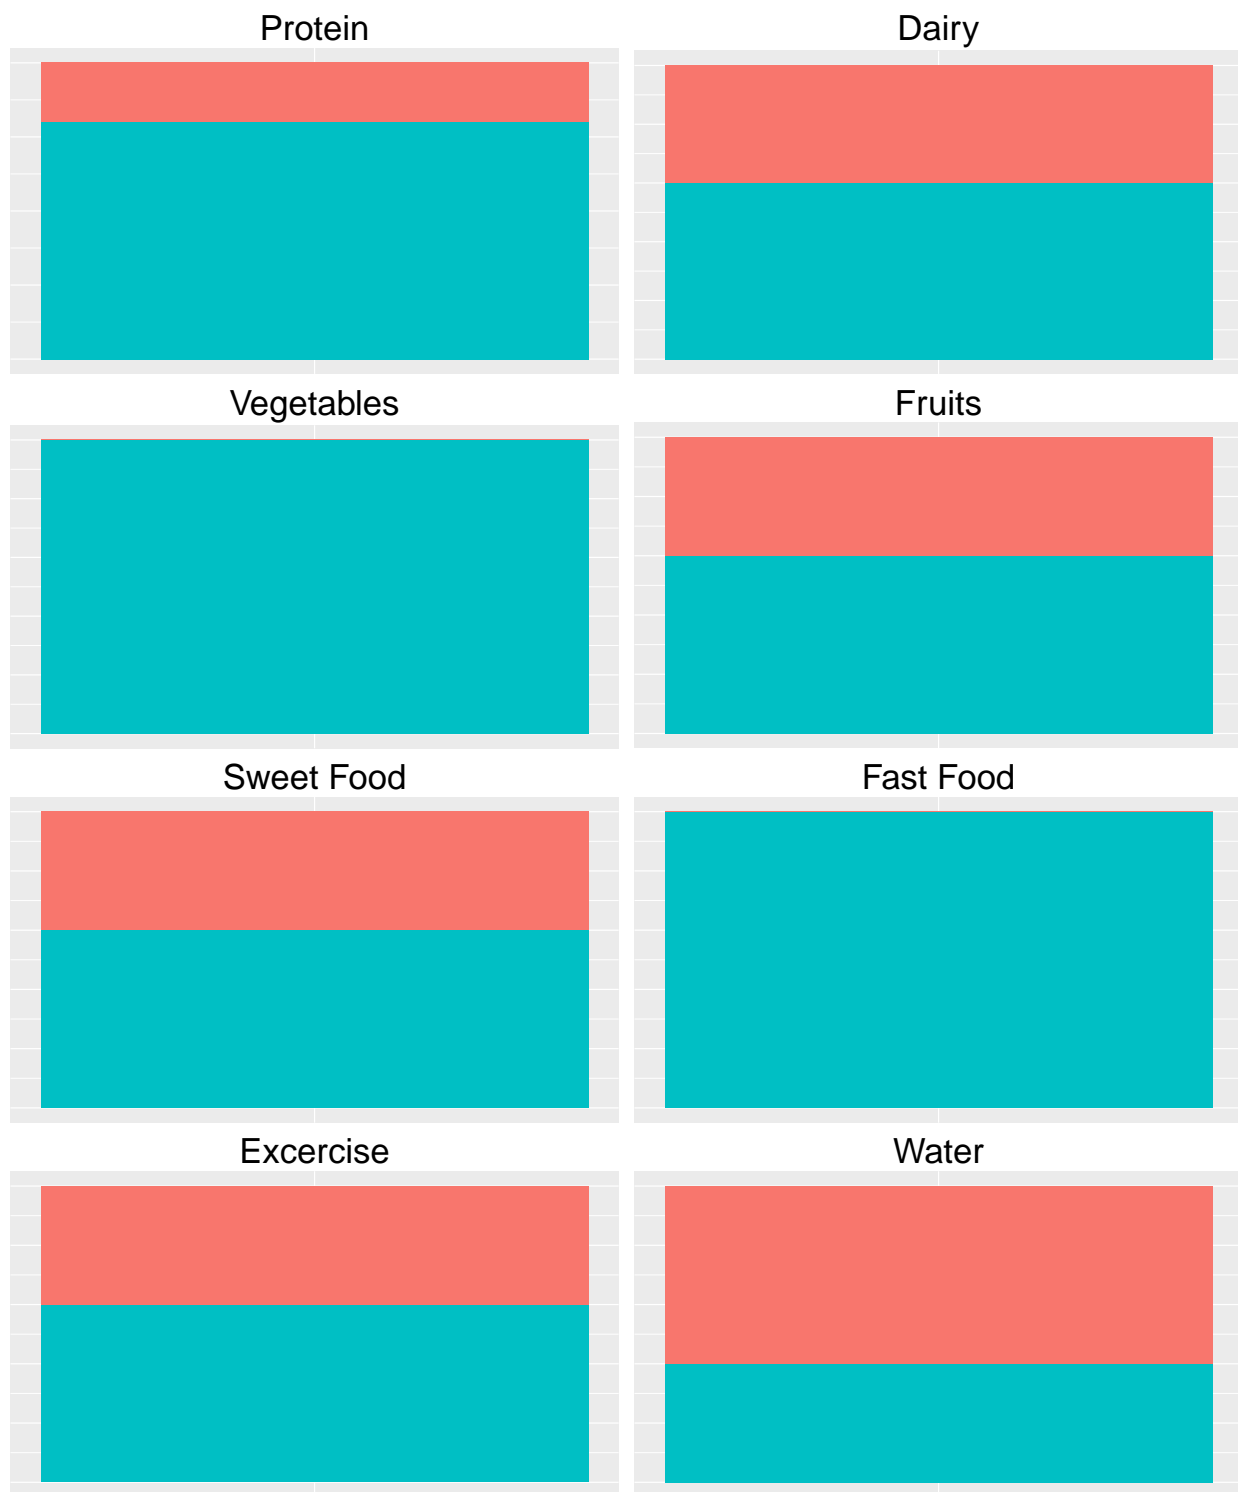 Protein
Dairy
Vegetables
Fruits
Sweet Food
Fast Food
Excercise
Water